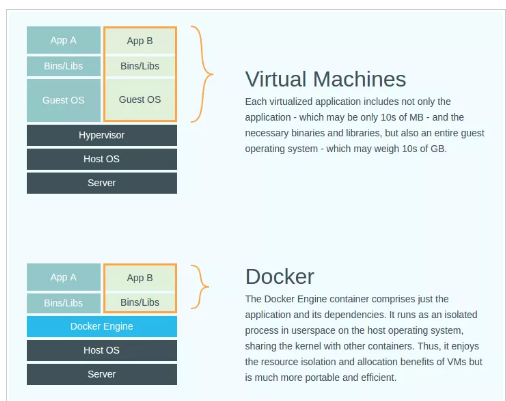 App A
App B
Bins/Libs
Bins/Libs
Guest OS
Guest OS
Hypervisor
Host OS
Server
Virtual Machines
Each virtualized application includes not only the
application - which may be only 10s of MB - and the
necessary binaries and libraries, but also an entire guest
operating system - which may weigh 10s of GB.
App A
App B
Bins/Libs
Bins/Libs
Docker Engine
Host OS
Server
Docker
The Docker Engine container comprises just the
application and its dependencies. It runs as an isolated
process in userspace on the host operating system,
sharing the kernel with other containers. Thus, it enjoys
the resource isolation and allocation benefits of VMs but
is much more portable and efficient.